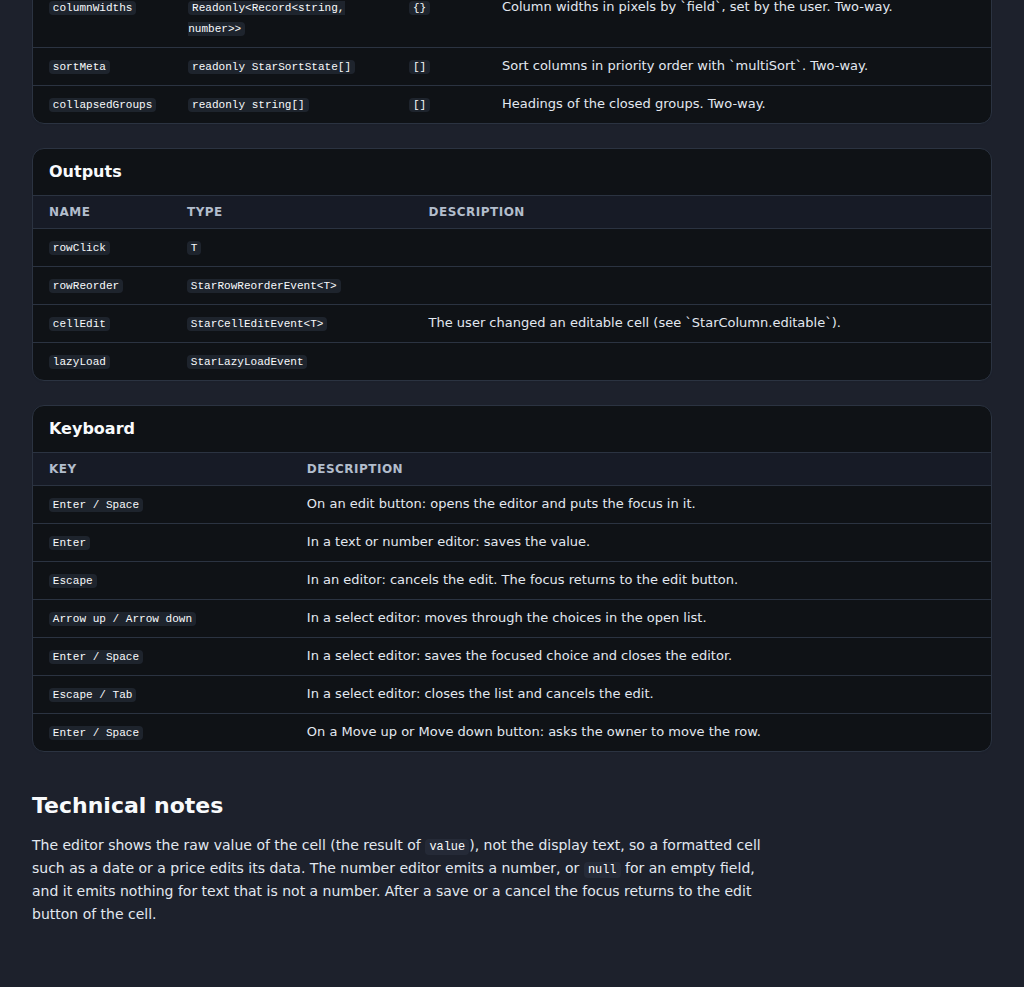 columnWidths Readonly<Record<string, number>> {} Column widths in pixels by `field`, set by the user. Two-way.
sortMeta readonly StarSortState[] [] Sort columns in priority order with `multiSort`. Two-way.
collapsedGroups readonly string[] [] Headings of the closed groups. Two-way.
Outputs
NAME TYPE DESCRIPTION
rowClick T
rowReorder StarRowReorderEvent<T>
cellEdit StarCellEditEvent<T> The user changed an editable cell (see `StarColumn.editable`).
lazyLoad StarLazyLoadEvent
Keyboard
KEY DESCRIPTION
Enter / Space On an edit button: opens the editor and puts the focus in it.
Enter In a text or number editor: saves the value.
Escape In an editor: cancels the edit. The focus returns to the edit button.
Arrow up / Arrow down In a select editor: moves through the choices in the open list.
Enter / Space In a select editor: saves the focused choice and closes the editor.
Escape / Tab In a select editor: closes the list and cancels the edit.
Enter / Space On a Move up or Move down button: asks the owner to move the row.
Technical notes
The editor shows the raw value of the cell (the result of value), not the display text, so a formatted cell
such as a date or a price edits its data. The number editor emits a number, or null for an empty field,
and it emits nothing for text that is not a number. After a save or a cancel the focus returns to the edit
button of the cell.